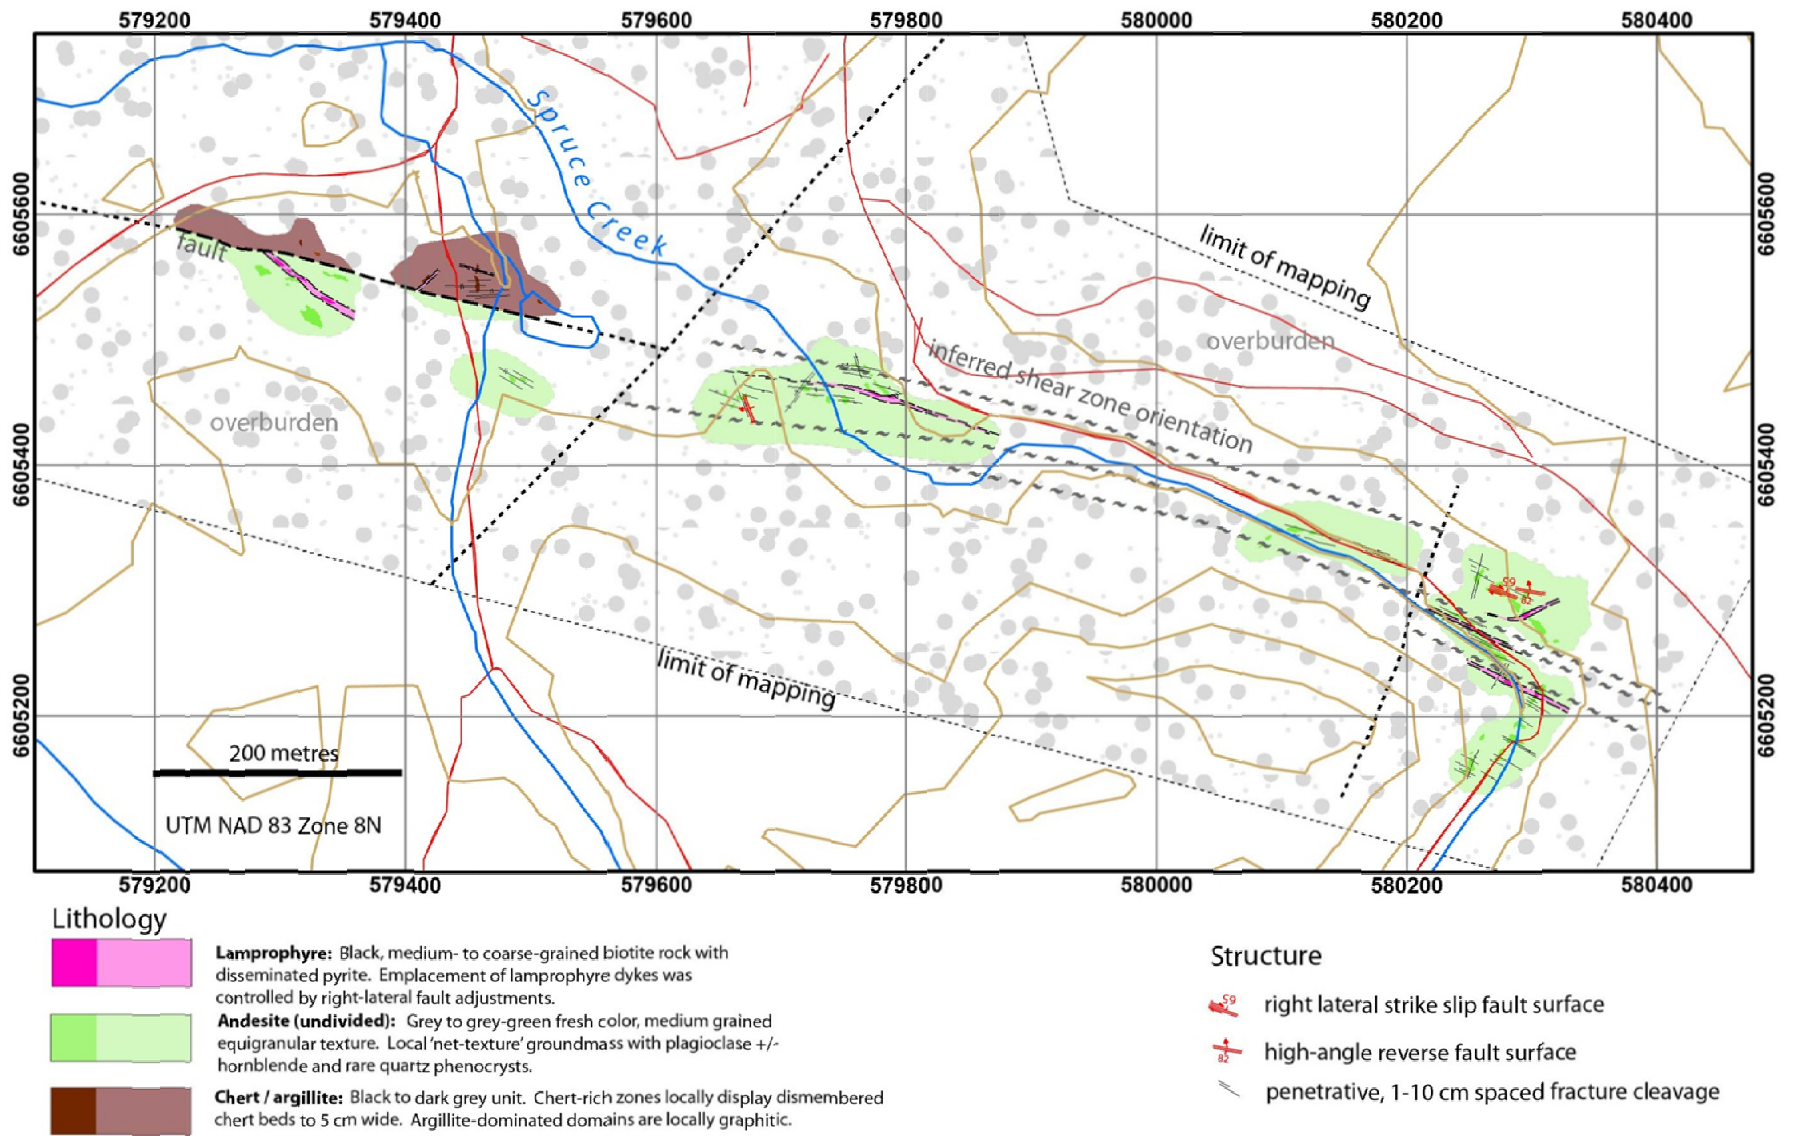 579200 579400 579600 579800 580000 580200 580400
Spruce Creek
6605600
6605600
fault
limit of mapping
overburden
inferred shear zone orientation
overburden
6605400
6605400
59
82
limit of mapping
6605200
6605200
200 metres
UTM NAD 83 Zone 8N
579200 579400 579600 579800 580000 580200 580400
Lithology
Lamprophyre: Black, medium- to coarse-grained biotite rock with
disseminated pyrite. Emplacement of lamprophyre dykes was
controlled by right-lateral fault adjustments.
Andesite (undivided): Grey to grey-green fresh color, medium grained
equigranular texture. Local 'net-texture' groundmass with plagioclase +/-
hornblende and rare quartz phenocrysts.
Chert / argillite: Black to dark grey unit. Chert-rich zones locally display dismembered
chert beds to 5 cm wide. Argillite-dominated domains are locally graphitic.
Structure
59 right lateral strike slip fault surface
82 high-angle reverse fault surface
penetrative, 1-10 cm spaced fracture cleavage